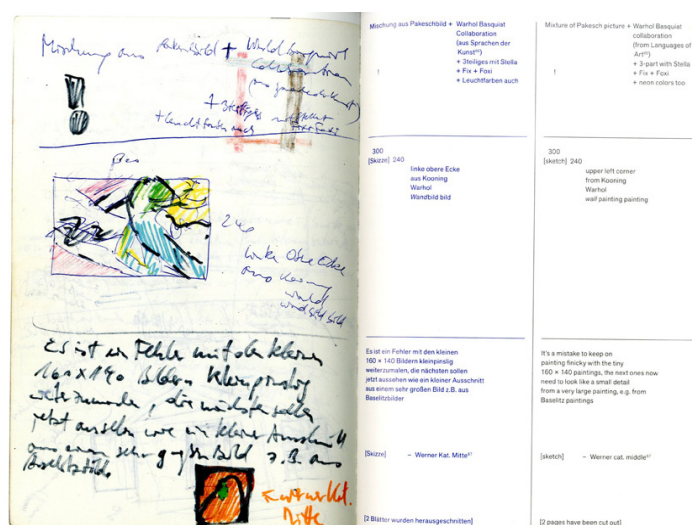 Mischung aus Pakeschbild + Warhol Basquiat
Collaboration
(aus Sprachen der Kunst)
+ 3teiliges mit Stella
+ Leuchtfarben auch
+ Fix + Foxi
!
300
240
linke obere Ecke
aus Kooning
Warhol
Wandbild bild
Es ist ein Fehler mit den kleinen
160 x 140 Bildern kleinpinslig
weiterzumalen, die nächsten sollen
jetzt aussehen wie ein kleiner Ausschnitt
aus einem sehr großen Bild z.B. aus
Baselitzbilder
Werner Kat.
Mitte
Mischung aus Pakeschbild + Warhol Basquiat
Collaboration
(aus Sprachen der
Kunst
+ 3teiliges mit Stella
! + Fix + Foxi
+ Leuchtfarben auch
300
[Skizze] 240
linke obere Ecke
aus Kooning
Warhol
Wandbild bild
Es ist ein Fehler mit den kleinen
160 × 140 Bildern kleinpinslig
weiterzumalen, die nächsten sollen
jetzt aussehen wie ein kleiner Ausschnitt
aus einem sehr großen Bild z.B. aus
Baselitzbilder
[Skizze] – Werner Kat. Mitte
[2 Blätter wurden herausgeschnitten]
Mixture of Pakesch picture + Warhol Basquiat
collaboration
(from Languages of
Art
+ 3-part with Stella
! + Fix + Foxi
+ neon colors too
300
[sketch] 240
upper left corner
from Kooning
Warhol
wall painting painting
It's a mistake to keep on
painting finicky with the tiny
160 × 140 paintings, the next ones now
need to look like a small detail
from a very large painting, e.g. from
Baselitz paintings
[sketch] – Werner cat. middle
[2 pages have been cut out]